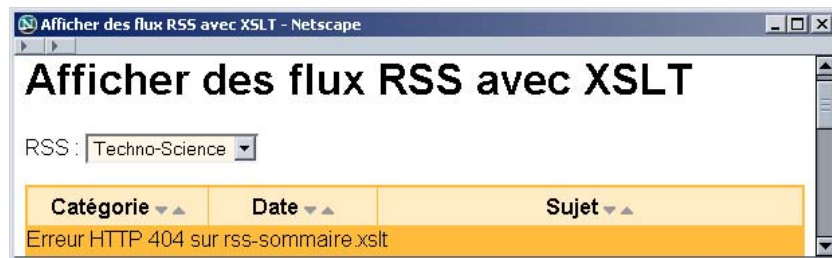 Afficher des flux RSS avec XSLT - Netscape
Afficher des flux RSS avec XSLT
RSS : Techno-Science
Catégorie Date Sujet
Erreur HTTP 404 sur rss-sommaire.xslt